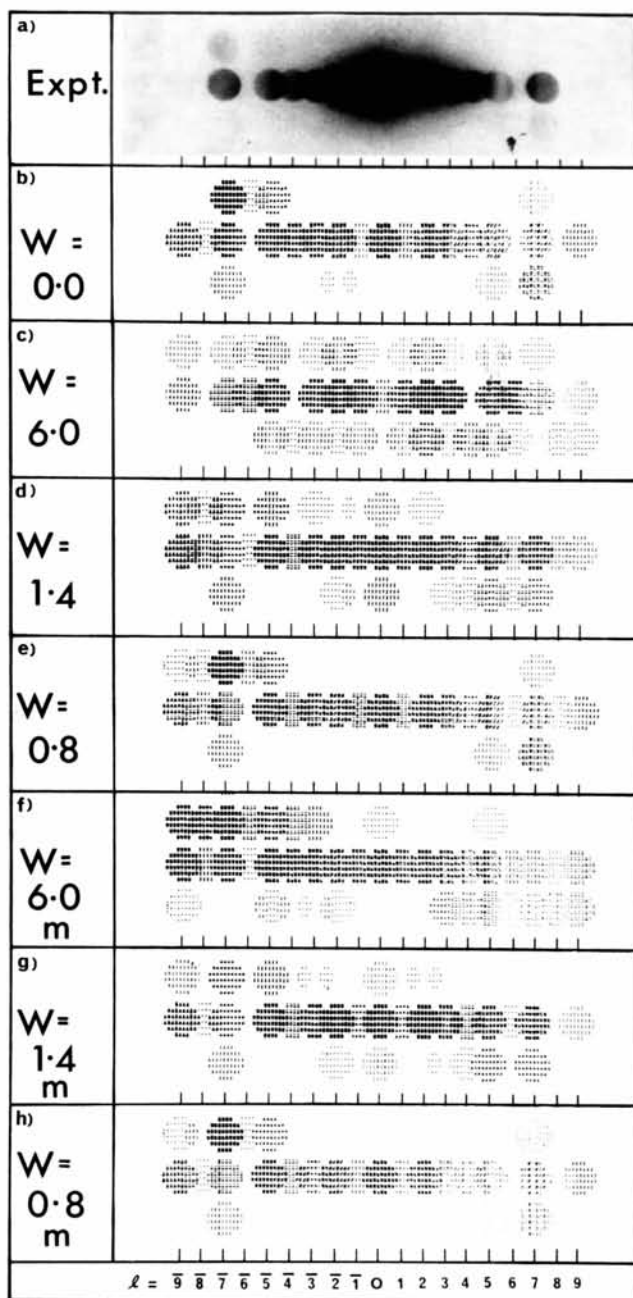 a)
Expt.
b)
W =
0·0
c)
W =
6·0
d)
W =
1·4
e)
W =
0·8
f)
W =
6·0
m
g)
W =
1·4
m
h)
W =
0·8
m
ℓ = 9̅ 8̅ 7̅ 6̅ 5̅ 4̅ 3̅ 2̅ 1̅ 0 1 2 3 4 5 6 7 8 9